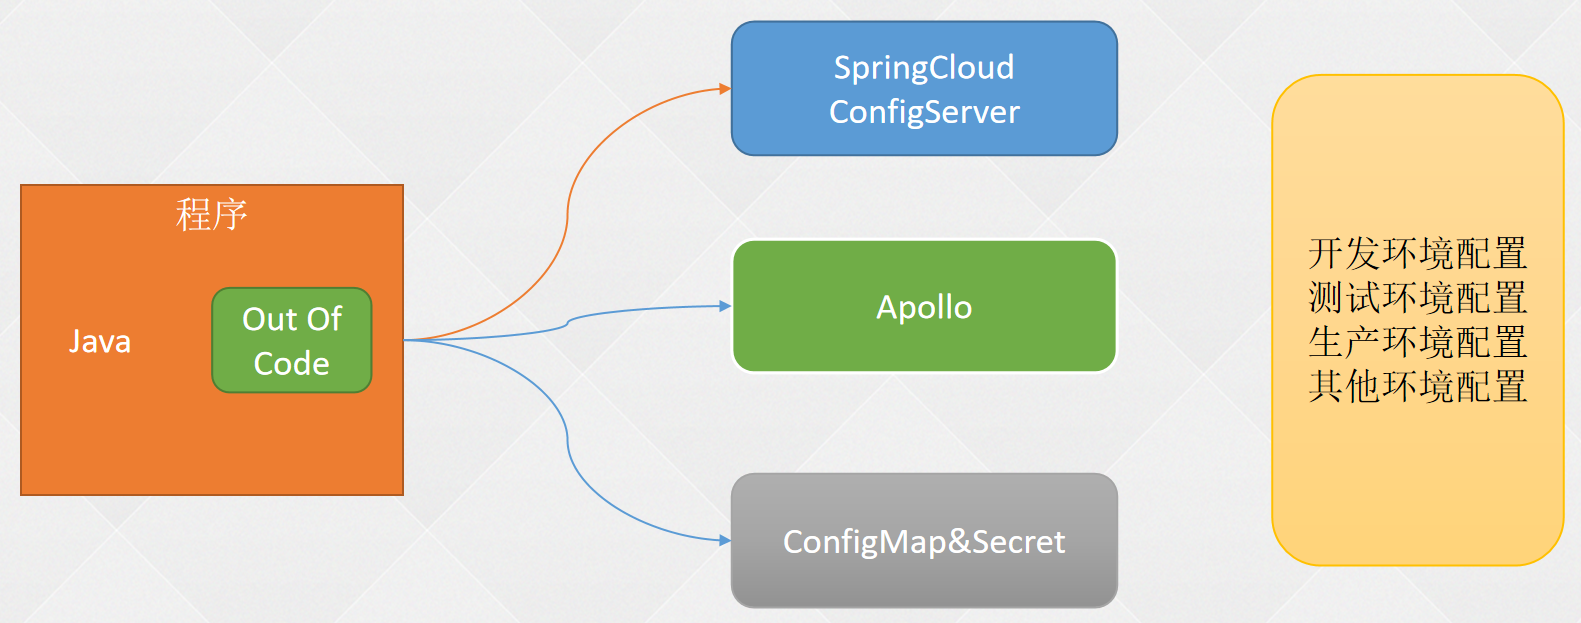 程序
Java
Out Of
Code
SpringCloud
ConfigServer
Apollo
ConfigMap&Secret
开发环境配置
测试环境配置
生产环境配置
其他环境配置